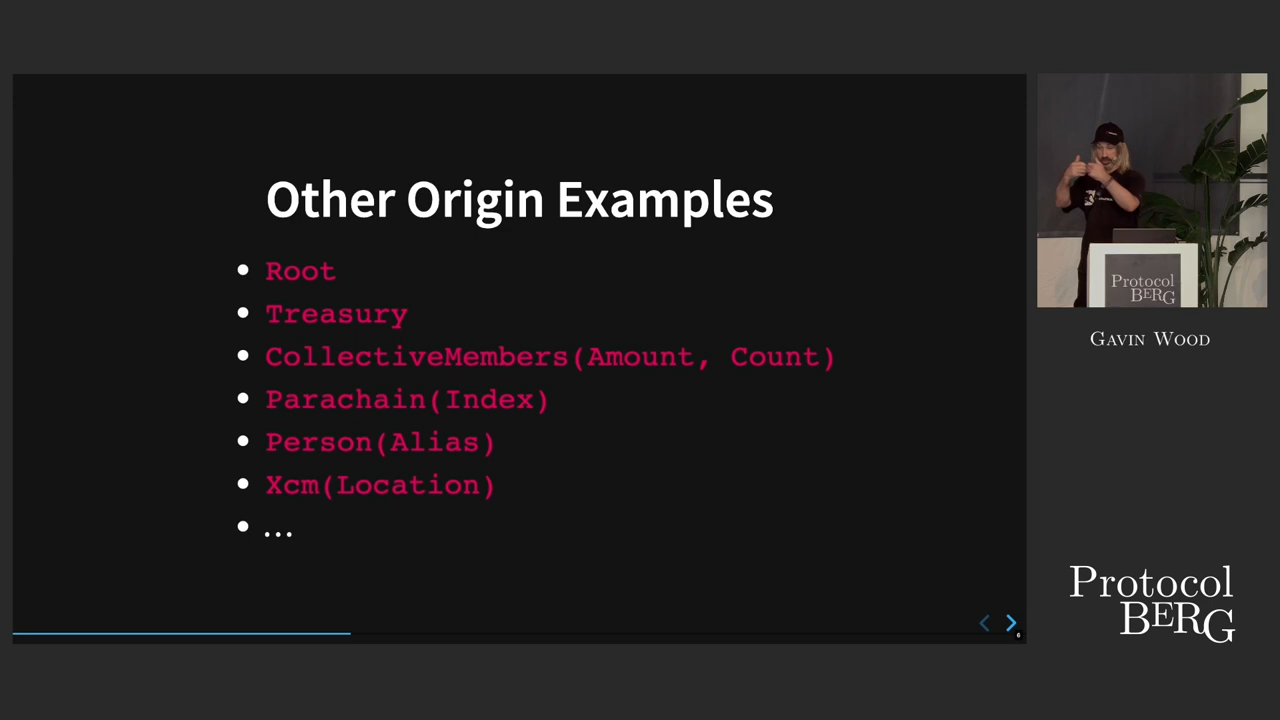 Other Origin Examples
Root
Treasury
CollectiveMembers(Amount, Count)
Parachain(Index)
Person(Alias)
Xcm(Location)
...
6
Protocol
BERG
GAVIN WOOD
Protocol
BERG